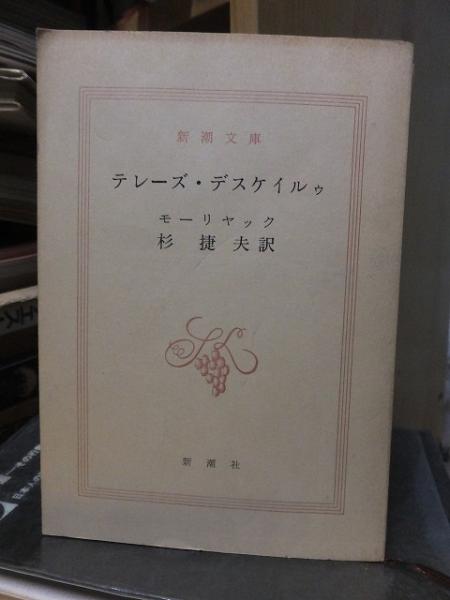 新潮文庫
テレーズ・デスケイルゥ
モーリヤック
杉捷夫訳
新潮社